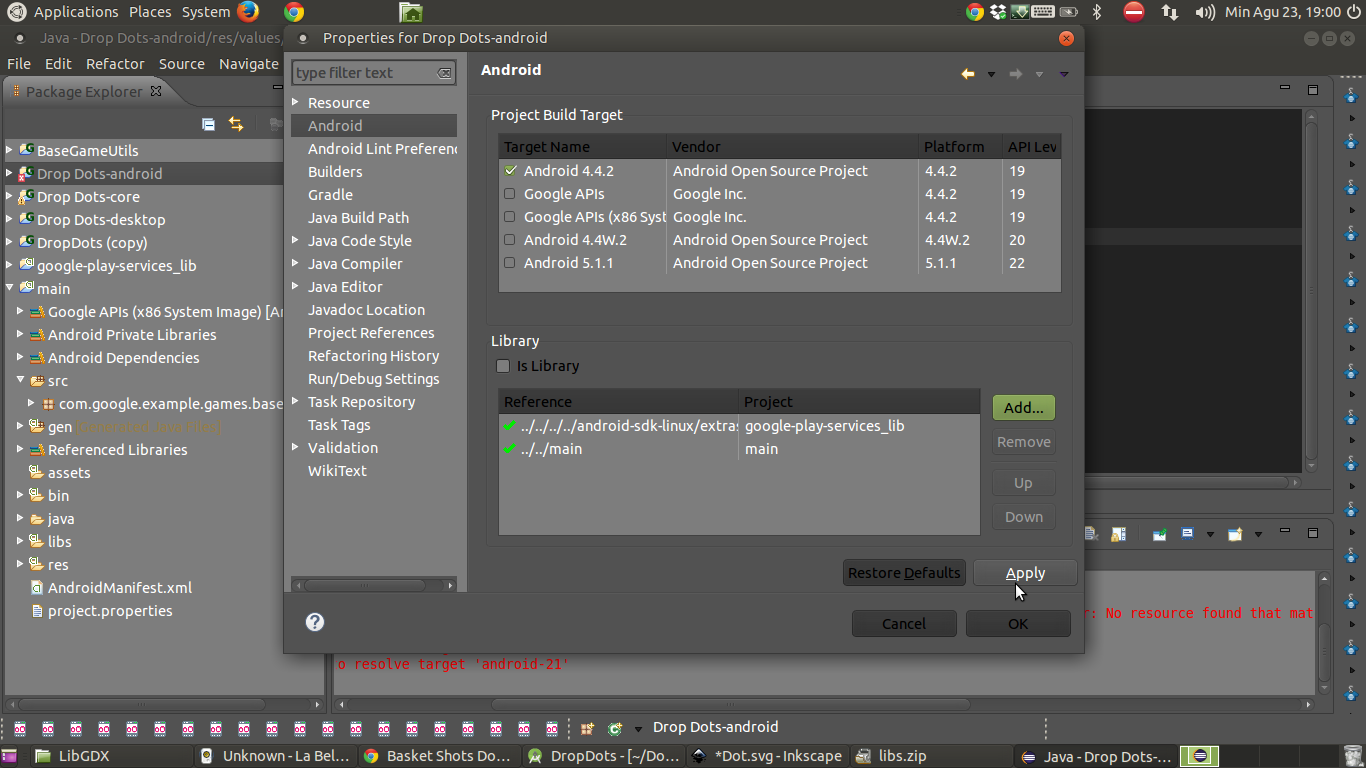 Applications Places System Min Agu 23, 19:00
Java - Drop Dots-android/res/values/
Properties for Drop Dots-android
File Edit Refactor Source Navigate
type filter text
Android
Package Explorer
Resource
Android
Android Lint Preferenc
Builders
Gradle
Java Build Path
Java Code Style
Java Compiler
Java Editor
Javadoc Location
Project References
Refactoring History
Run/Debug Settings
Task Repository
Task Tags
Validation
WikiText
BaseGameUtils
Drop Dots-android
Drop Dots-core
Drop Dots-desktop
DropDots (copy)
google-play-services_lib
main
Google APIs (x86 System Image) [A
Android Private Libraries
Android Dependencies
src
com.google.example.games.base
gen [Generated Java Files]
Referenced Libraries
assets
bin
java
libs
res
AndroidManifest.xml
project.properties
Project Build Target
Target Name Vendor Platform API Lev
Android 4.4.2 Android Open Source Project 4.4.2 19
Google APIs Google Inc. 4.4.2 19
Google APIs (x86 Syst Google Inc. 4.4.2 19
Android 4.4W.2 Android Open Source Project 4.4W.2 20
Android 5.1.1 Android Open Source Project 5.1.1 22
Library
Is Library
Reference Project
../../../../android-sdk-linux/extras google-play-services_lib
../../main main
Add...
Remove
Up
Down
Restore Defaults Apply
Cancel OK
r: No resource found that mat
o resolve target 'android-21'
Drop Dots-android
LibGDX Unknown - La Bel... Basket Shots Do... DropDots - [~/Do... *Dot.svg - Inkscape libs.zip Java - Drop Dots-...